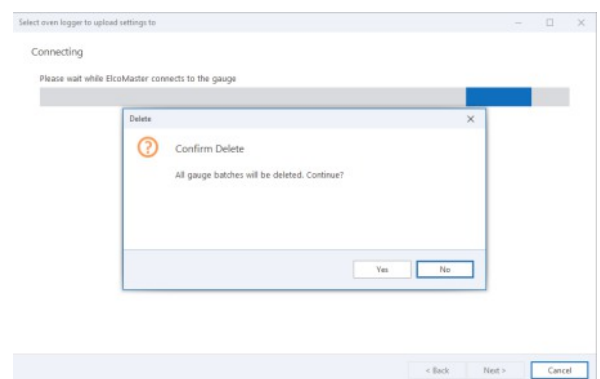 Select oven logger to upload settings to
Connecting
Please wait while ElcoMaster connects to the gauge
Delete
Confirm Delete
All gauge batches will be deleted. Continue?
Yes No
< Back Next > Cancel